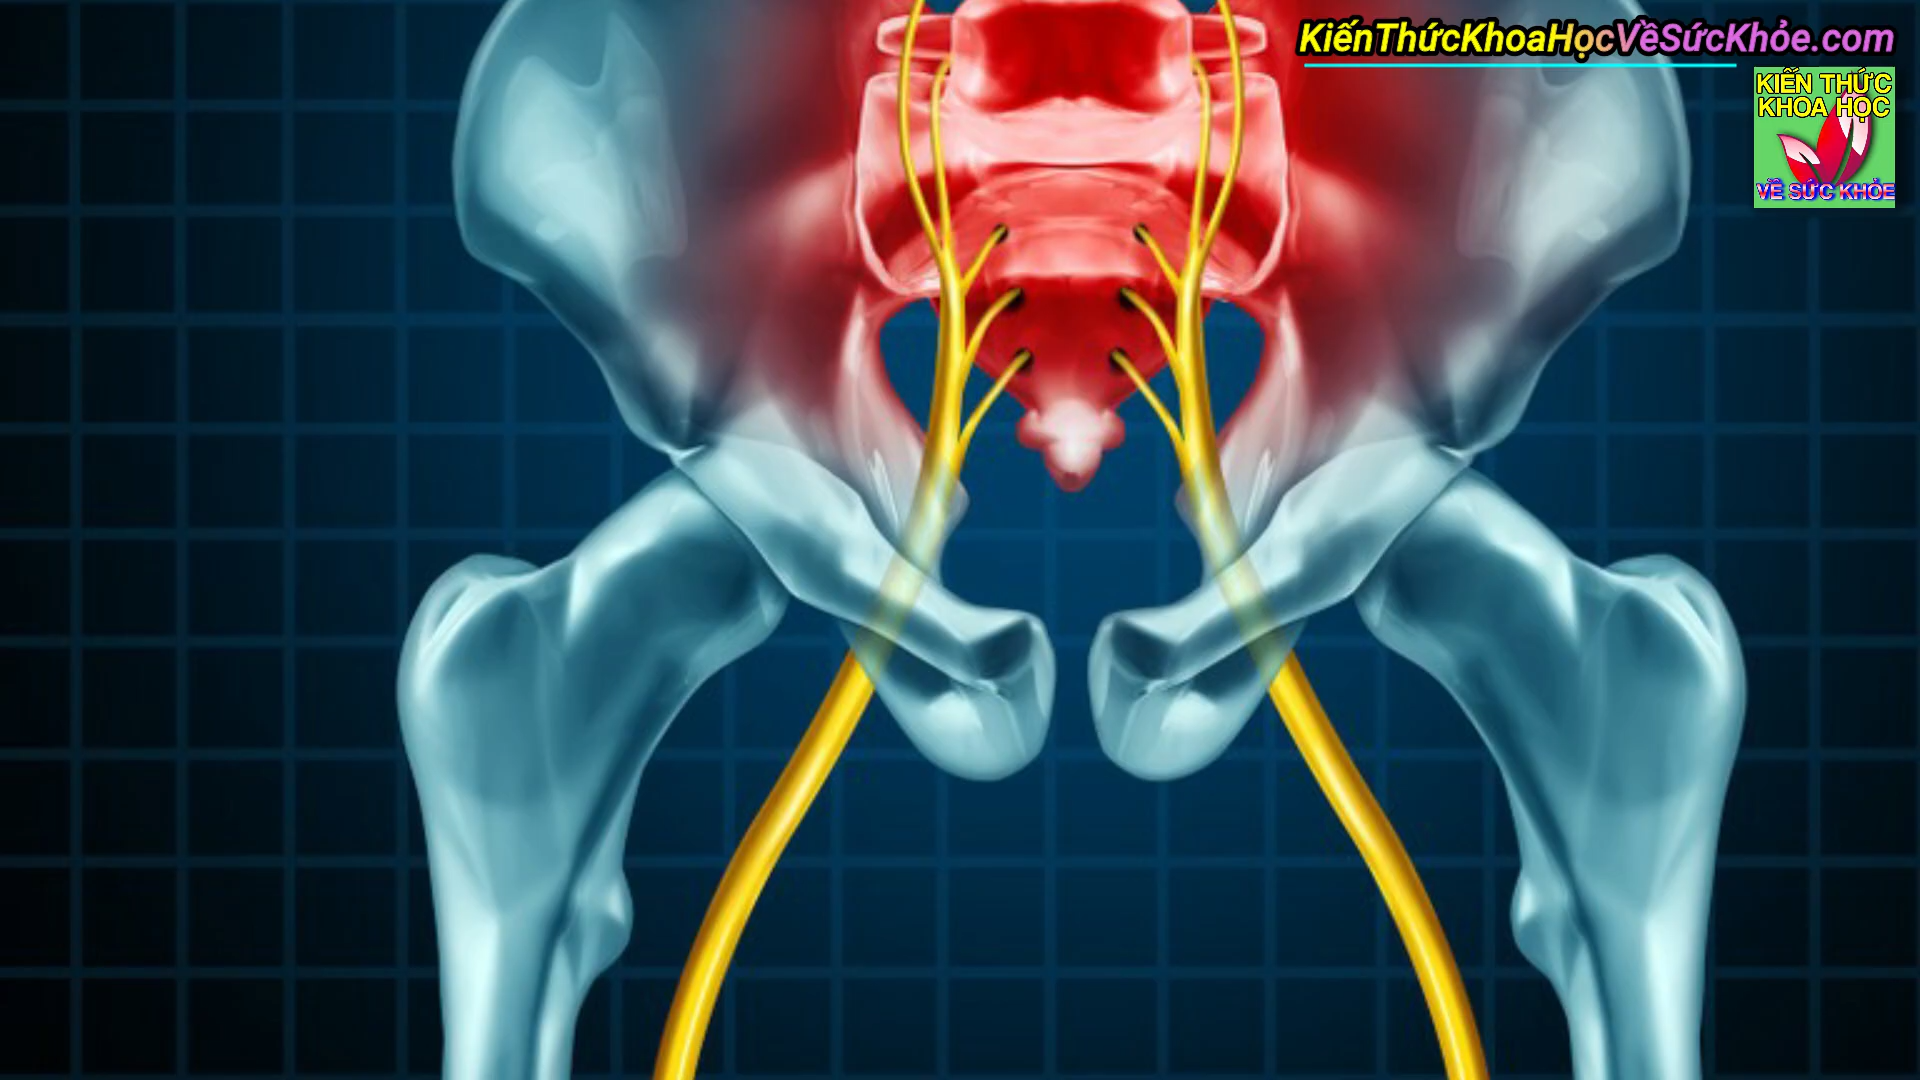 KiếnThứcKhoaHọcVềSứcKhỏe.com
KIẾN THỨC
KHOA HỌC
VỀ SỨC KHỎE